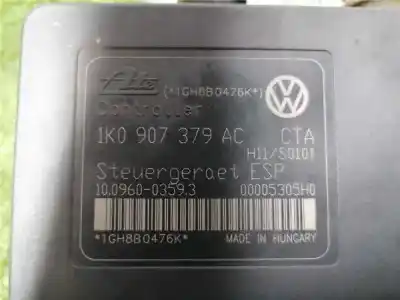 Ate (*1GH8B0476K*)
Controller
1K0 907 379 AC CTA
H11/S0101
Steuergeraet ESP
10.0960-0359.3 00005305H0
*1GH8B0476K* MADE IN HUNGARY